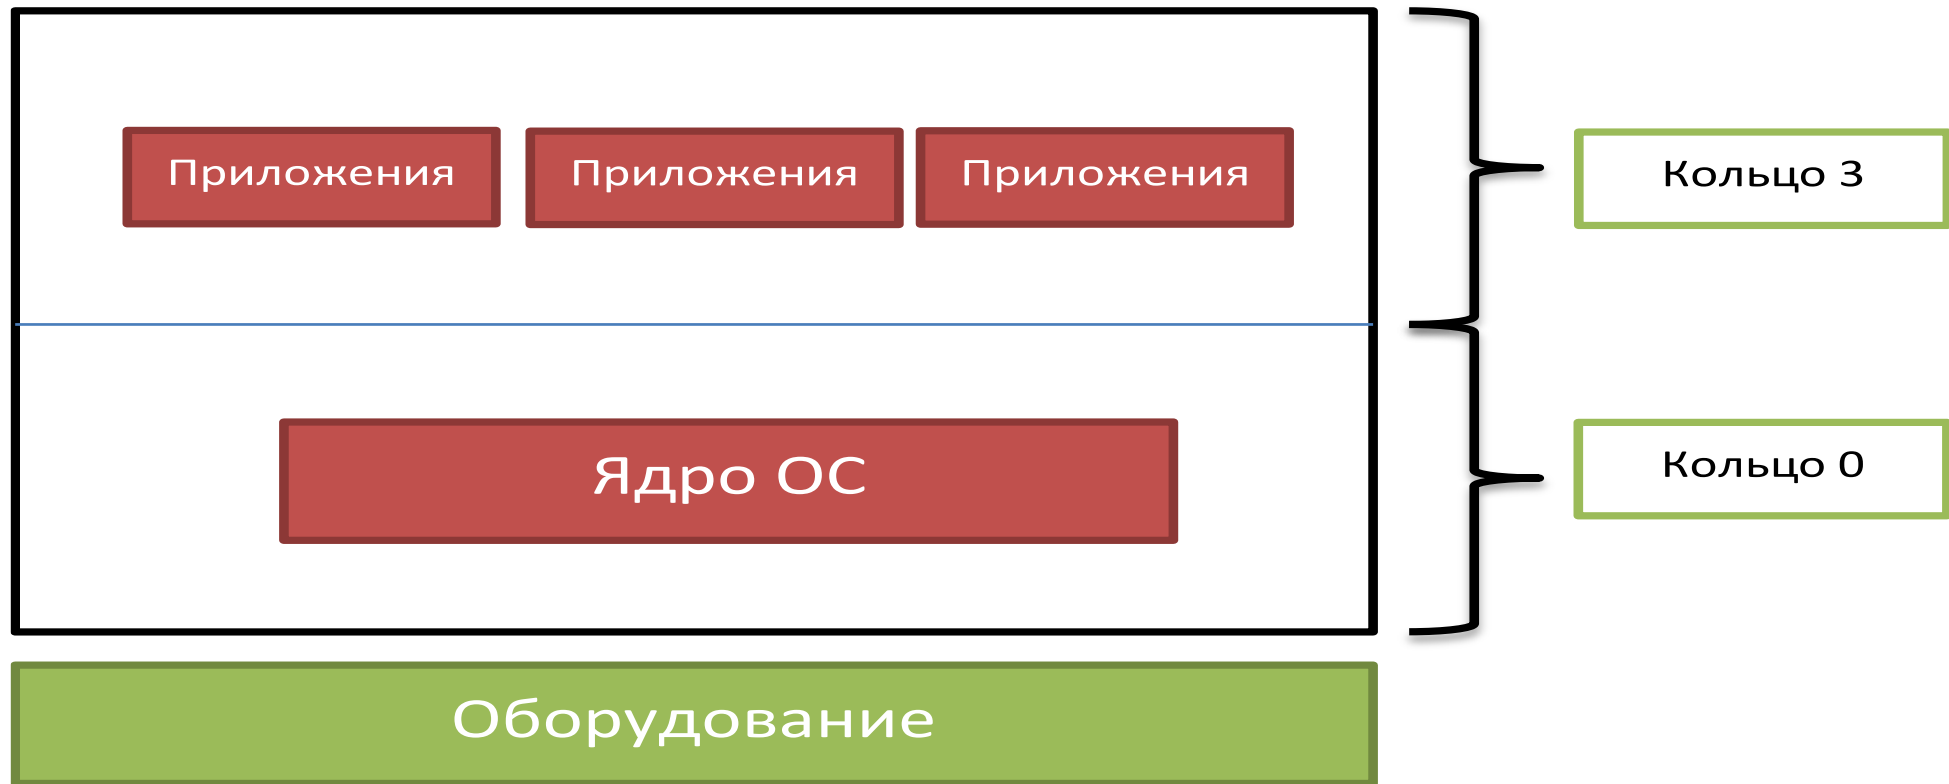 Приложения
Приложения
Приложения
Кольцо 3
Ядро ОС
Кольцо 0
Оборудование